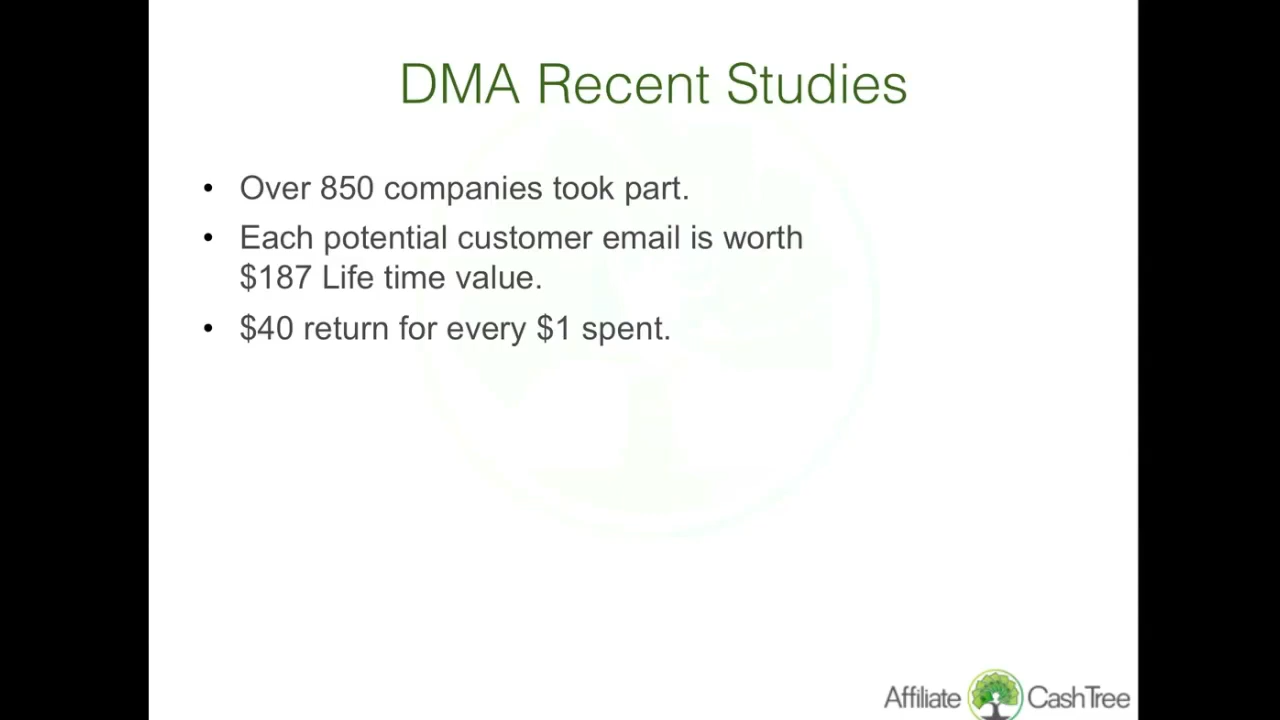 DMA Recent Studies
• Over 850 companies took part.
• Each potential customer email is worth
$187 Life time value.
• $40 return for every $1 spent.
Affiliate CashTree